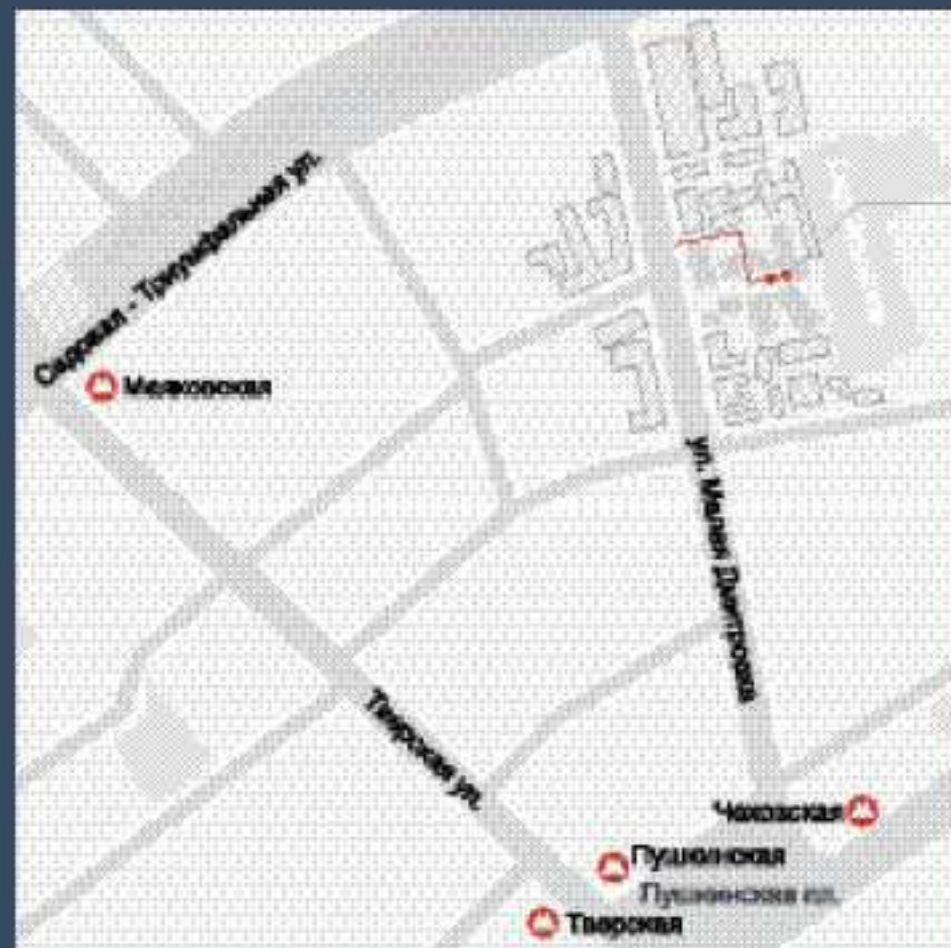 Садовая - Триумфальная ул.
Маяковская
ул. Малая Дмитровка
Тверская ул.
Чеховская
Пушкинская
Пушкинская пл.
Тверская